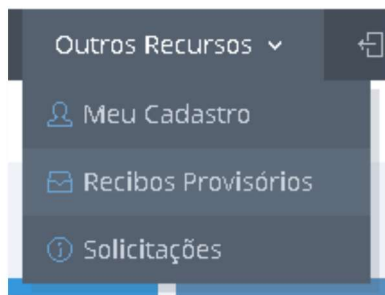 Outros Recursos
Meu Cadastro
Recibos Provisórios
Solicitações